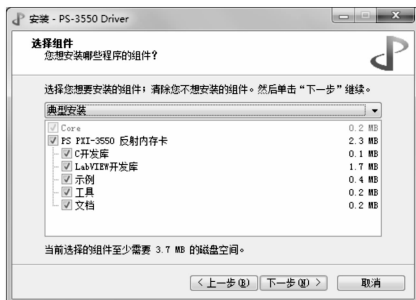 安装 - PS-3550 Driver
选择组件
您想安装哪些程序的组件?
选择您想要安装的组件；清除您不想安装的组件。然后单击“下一步”继续。
典型安装
Core 0.2 MB
PS PXI-3550 反射内存卡 2.3 MB
C开发库 0.1 MB
LabVIEW开发库 1.7 MB
示例 0.4 MB
工具 0.2 MB
文档 0.2 MB
当前选择的组件至少需要 3.7 MB 的磁盘空间。
< 上一步(B) 下一步(N) > 取消